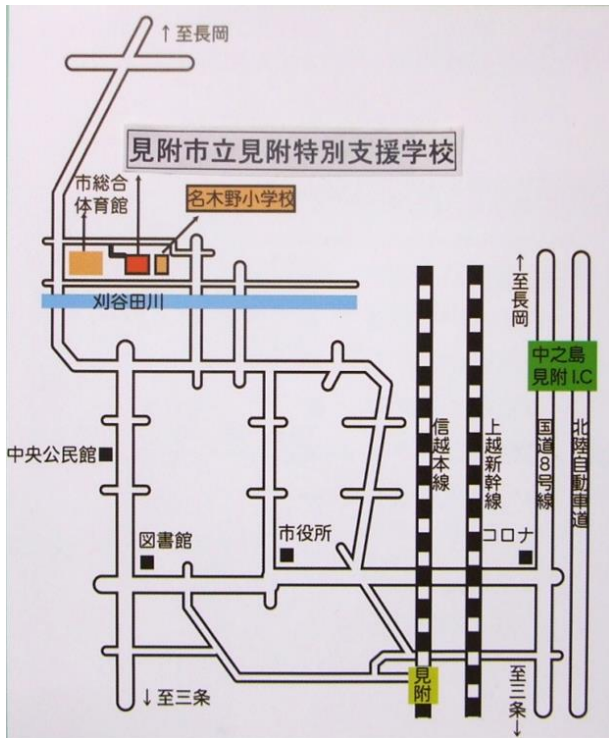 ↑至長岡
見附市立見附特別支援学校
市総合
体育館
名木野小学校
刈谷田川
↑至長岡
中之島
見附I.C
中央公民館
信越本線
上越新幹線
国道8号線
北陸自動車道
図書館
市役所
コロナ
見附
↓至三条
至三条↓